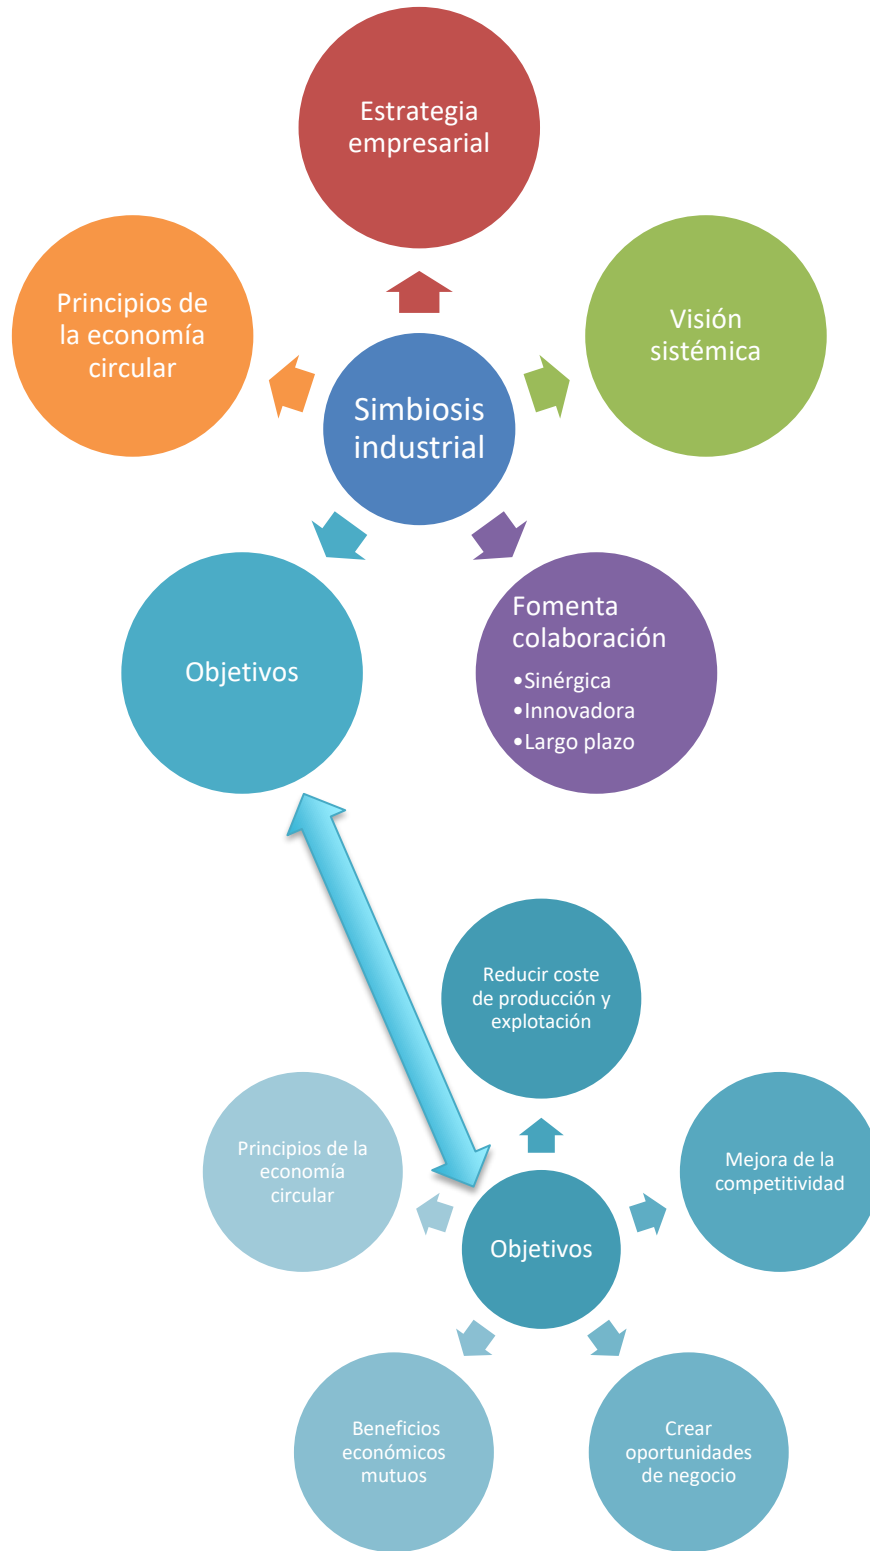 Estrategia
empresarial
Principios de
la economía
circular
Visión
sistémica
Simbiosis
industrial
Objetivos
Fomenta
colaboración
•Sinérgica
•Innovadora
•Largo plazo
Reducir coste
de producción y
explotación
Principios de la
economía
circular
Mejora de la
competitividad
Objetivos
Beneficios
económicos
mutuos
Crear
oportunidades
de negocio